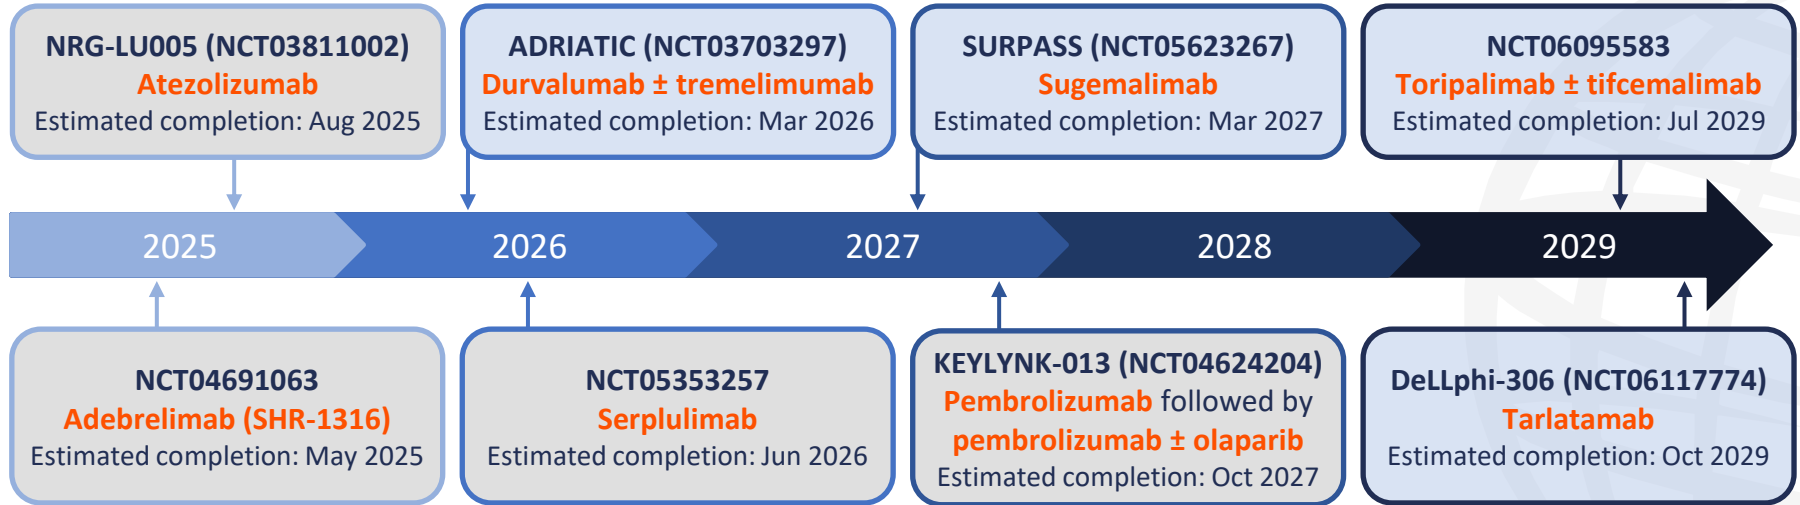 NRG-LU005 (NCT03811002)
Atezolizumab
Estimated completion: Aug 2025
ADRIATIC (NCT03703297)
Durvalumab ± tremelimumab
Estimated completion: Mar 2026
SURPASS (NCT05623267)
Sugemalimab
Estimated completion: Mar 2027
NCT06095583
Toripalimab ± tifcemalimab
Estimated completion: Jul 2029
2025
2026
2027
2028
2029
NCT04691063
Adebrelimab (SHR-1316)
Estimated completion: May 2025
NCT05353257
Serplulimab
Estimated completion: Jun 2026
KEYLYNK-013 (NCT04624204)
Pembrolizumab followed by
pembrolizumab ± olaparib
Estimated completion: Oct 2027
DeLLphi-306 (NCT06117774)
Tarlatamab
Estimated completion: Oct 2029